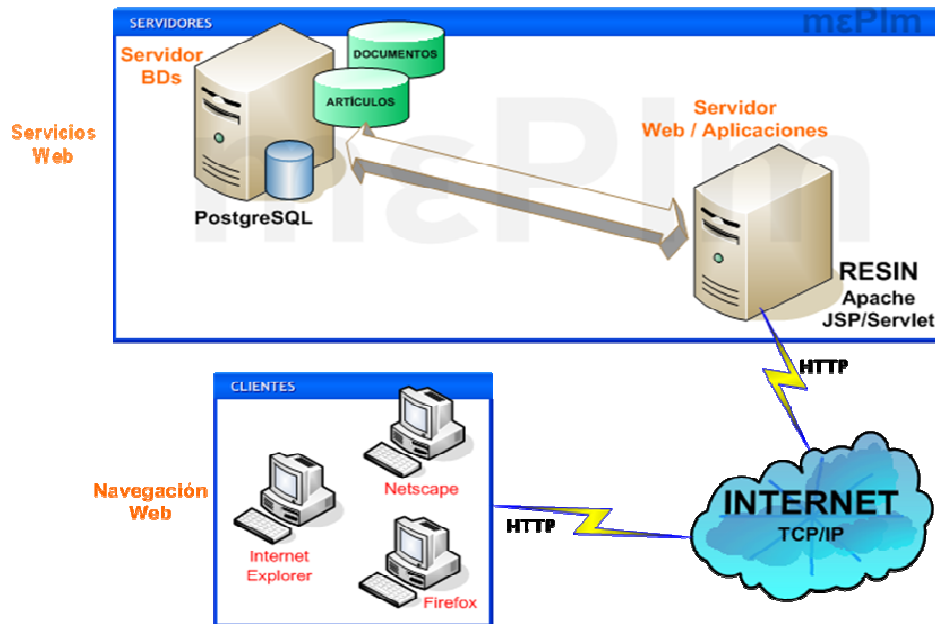 SERVIDORES
mεPlm
Servidor
BDs
DOCUMENTOS
ARTÍCULOS
Servicios
Web
Servidor
Web / Aplicaciones
mεPlm
PostgreSQL
RESIN
Apache
JSP/Servlet
HTTP
CLIENTES
Navegación
Web
Netscape
Internet
Explorer
Firefox
HTTP
INTERNET
TCP/IP